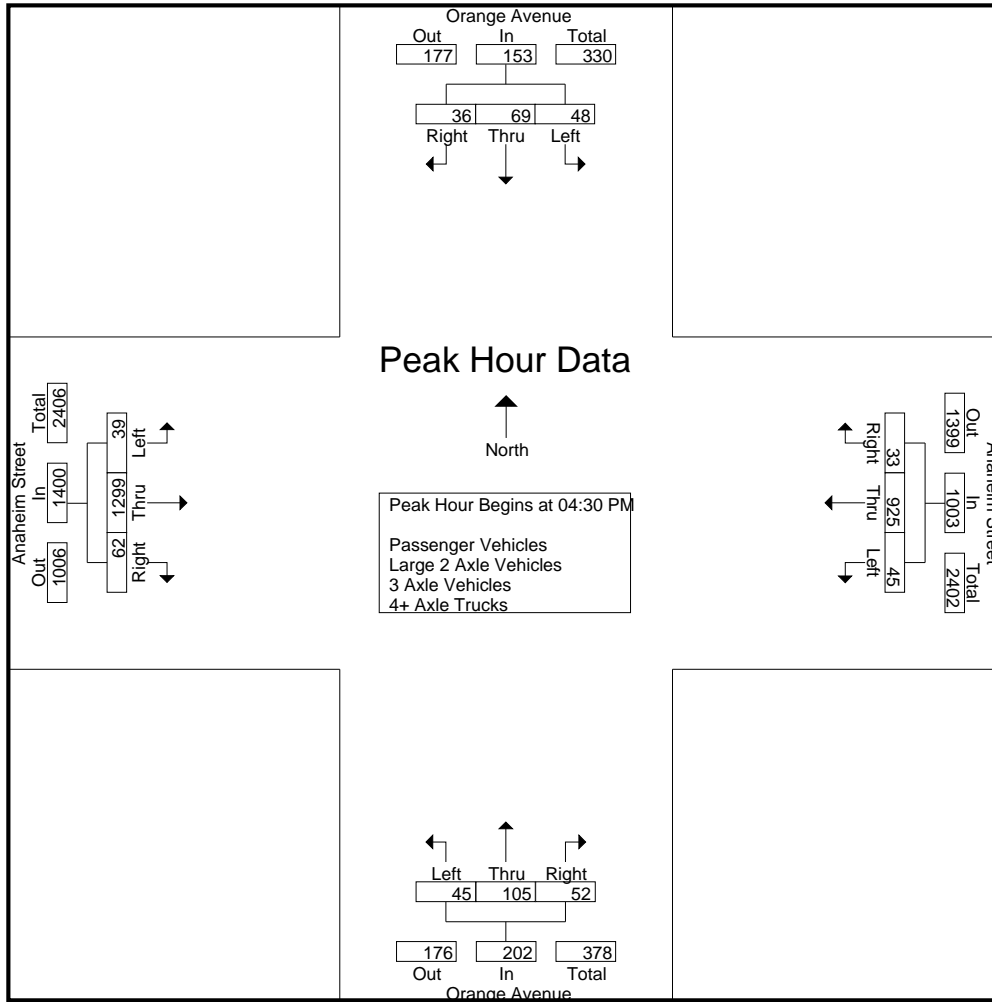 Orange Avenue
Out In Total
177 153 330
36 69 48
Right Thru Left
Peak Hour Data
North
Peak Hour Begins at 04:30 PM
Passenger Vehicles
Large 2 Axle Vehicles
3 Axle Vehicles
4+ Axle Trucks
Anaheim Street
Out In Total
1006 1400 2406
62 1299 39
Right Thru Left
Anaheim Street
Out In Total
1399 1003 2402
33 925 45
Right Thru Left
Left Thru Right
45 105 52
176 202 378
Out In Total
Orange Avenue